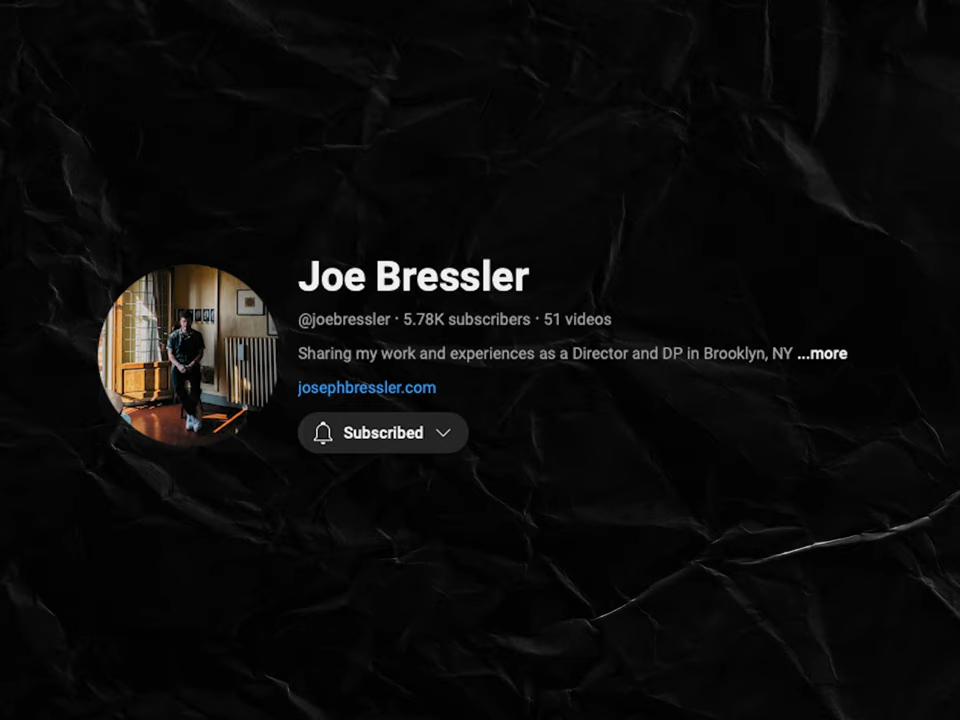 Joe Bressler
@joebressler · 5.78K subscribers · 51 videos
Sharing my work and experiences as a Director and DP in Brooklyn, NY ...more
josephbressler.com
Subscribed